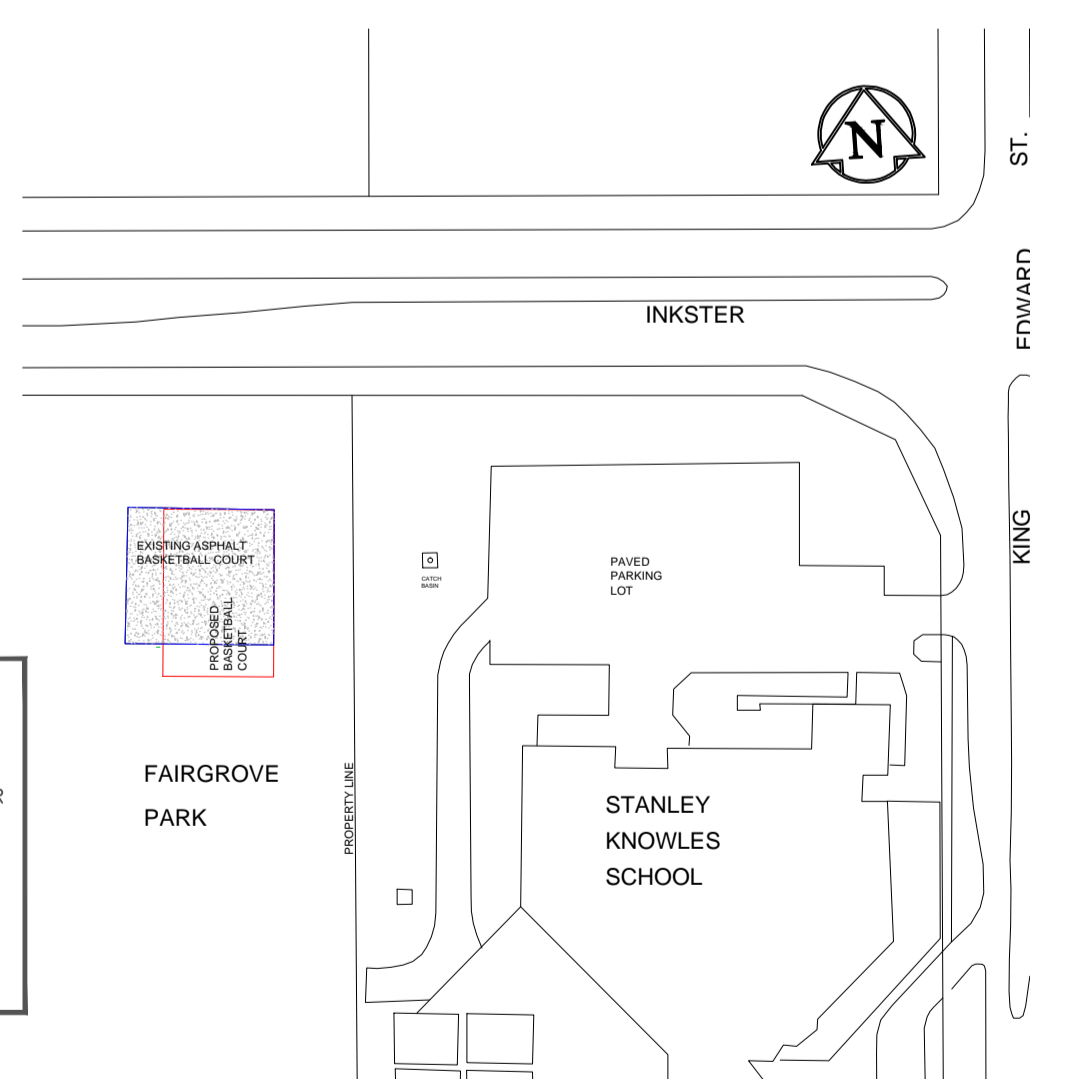 N
ST.
EDWARD
KING
INKSTER
EXISTING ASPHALT
BASKETBALL COURT
PROPOSED
BASKETBALL
COURT
CATCH
BASIN
PAVED
PARKING
LOT
FAIRGROVE
PARK
PROPERTY LINE
STANLEY
KNOWLES
SCHOOL